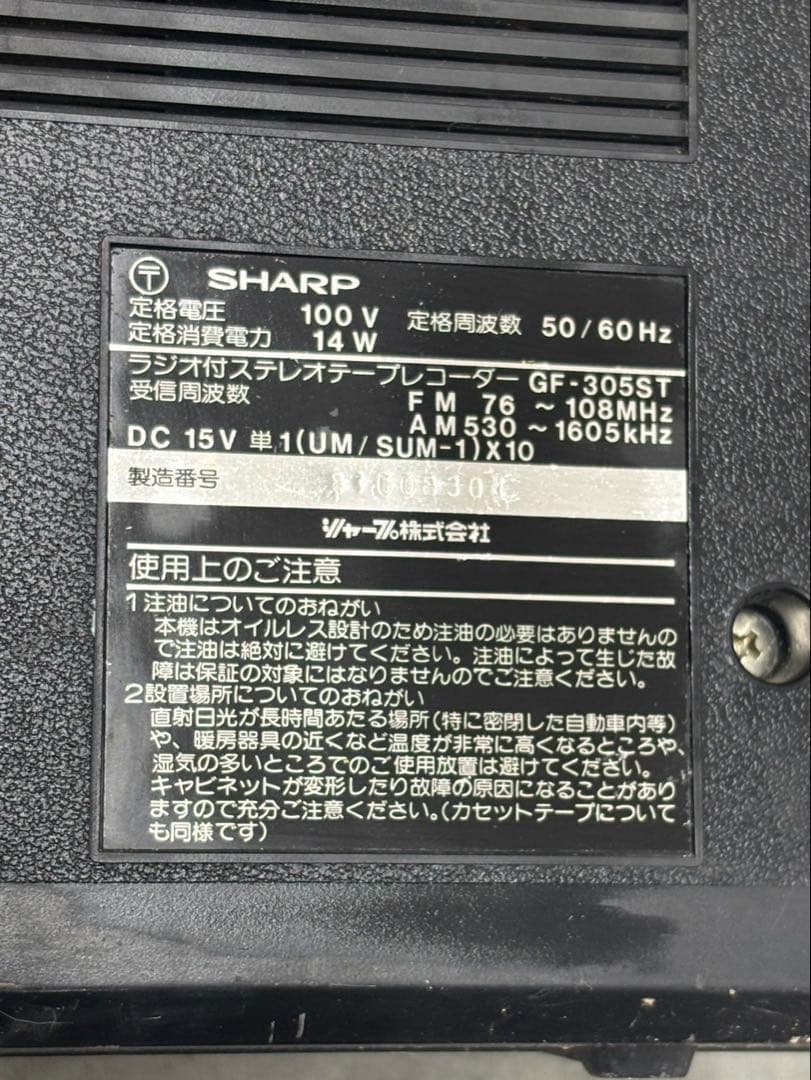 〒 SHARP
定格電圧 100V 定格周波数 50/60Hz
定格消費電力 14W
ラジオ付ステレオテープレコーダー GF-305ST
受信周波数 FM 76 ~ 108MHz
AM 530 ~ 1605kHz
DC 15V 単1(UM/SUM-1)X10
製造番号
シャープ株式会社
使用上のご注意
1注油についてのおねがい
本機はオイルレス設計のため注油の必要はありませんの
で注油は絶対に避けてください。注油によって生じた故
障は保証の対象にはなりませんのでご注意ください。
2設置場所についてのおねがい
直射日光が長時間あたる場所(特に密閉した自動車内等)
や、暖房器具の近くなど温度が非常に高くなるところや、
湿気の多いところでのご使用放置は避けてください。
キャビネットが変形したり故障の原因になることがあり
ますので充分ご注意ください。(カセットテープについて
も同様です)